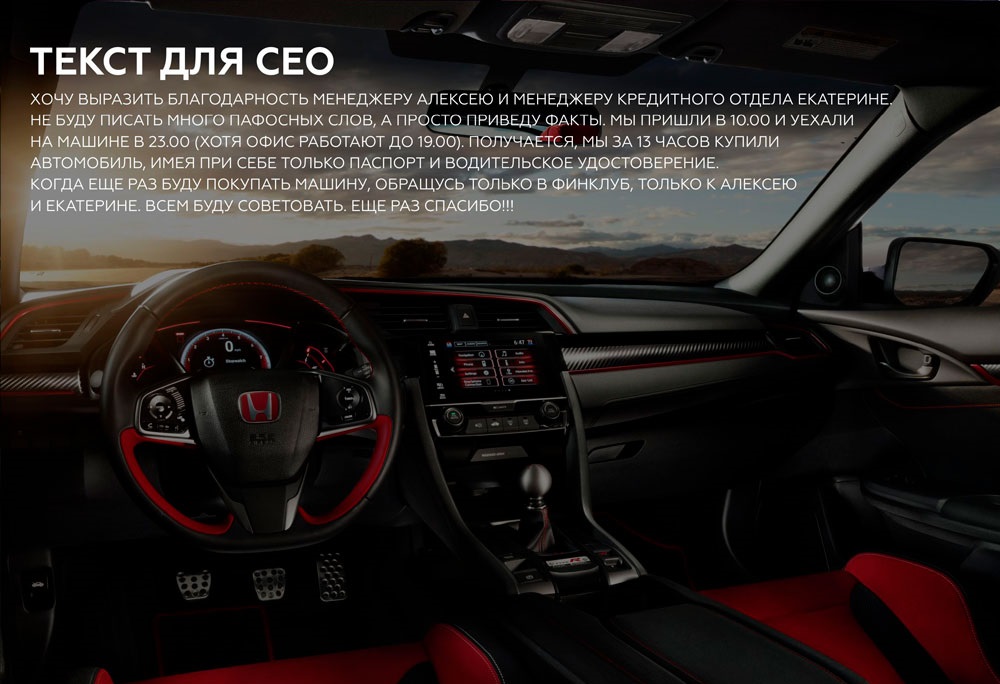 ТЕКСТ ДЛЯ СЕО
ХОЧУ ВЫРАЗИТЬ БЛАГОДАРНОСТЬ МЕНЕДЖЕРУ АЛЕКСЕЮ И МЕНЕДЖЕРУ КРЕДИТНОГО ОТДЕЛА ЕКАТЕРИНЕ.
НЕ БУДУ ПИСАТЬ МНОГО ПАФОСНЫХ СЛОВ, А ПРОСТО ПРИВЕДУ ФАКТЫ. МЫ ПРИШЛИ В 10.00 И УЕХАЛИ
НА МАШИНЕ В 23.00 (ХОТЯ ОФИС РАБОТАЮТ ДО 19.00). ПОЛУЧАЕТСЯ, МЫ ЗА 13 ЧАСОВ КУПИЛИ
АВТОМОБИЛЬ, ИМЕЯ ПРИ СЕБЕ ТОЛЬКО ПАСПОРТ И ВОДИТЕЛЬСКОЕ УДОСТОВЕРЕНИЕ.
КОГДА ЕЩЕ РАЗ БУДУ ПОКУПАТЬ МАШИНУ, ОБРАЩУСЬ ТОЛЬКО В ФИНКЛУБ, ТОЛЬКО К АЛЕКСЕЮ
И ЕКАТЕРИНЕ. ВСЕМ БУДУ СОВЕТОВАТЬ. ЕЩЕ РАЗ СПАСИБО!!!
6:47
0